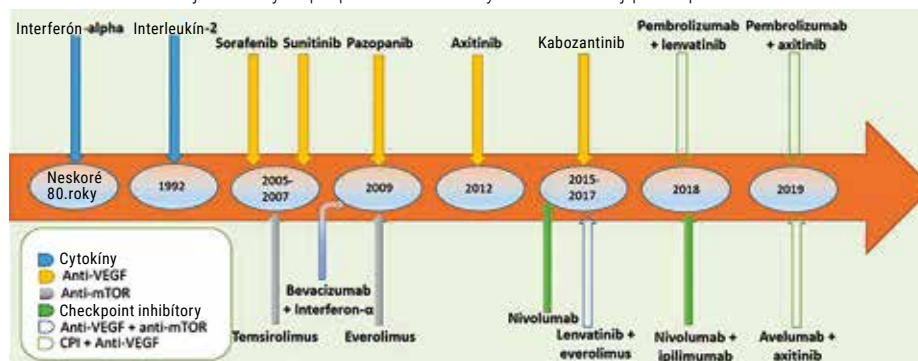 Interferón-alpha
Interleukín-2
Sorafenib
Sunitinib
Pazopanib
Axitinib
Kabozantinib
Pembrolizumab
+ lenvatinib
Pembrolizumab
+ axitinib
Neskoré
80.roky
1992
2005-
2007
2009
2012
2015-
2017
2018
2019
Cytokíny
Anti-VEGF
Anti-mTOR
Checkpoint inhibítory
Anti-VEGF + anti-mTOR
CPI + Anti-VEGF
Temsirolimus
Bevacizumab
+ Interferon-α
Everolimus
Nivolumab
Lenvatinib +
everolimus
Nivolumab +
ipilimumab
Avelumab +
axitinib